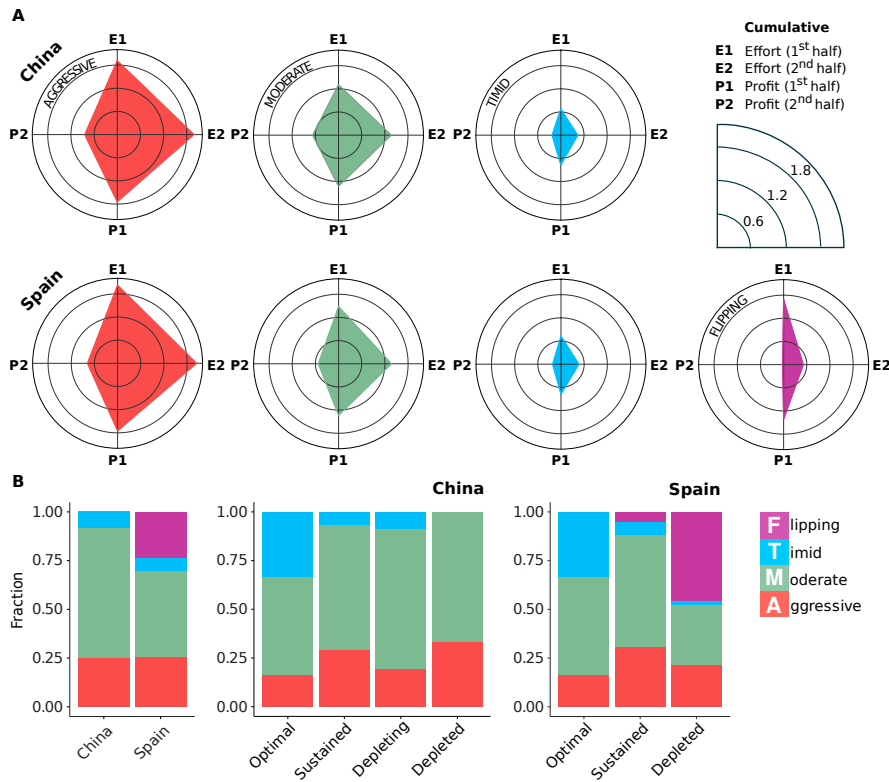 A
China
AGGRESSIVE
E1
P2
E2
P1
MODERATE
E1
P2
E2
P1
TIMID
E1
P2
E2
P1
Cumulative
E1 Effort (1st half)
E2 Effort (2nd half)
P1 Profit (1st half)
P2 Profit (2nd half)
1.8
1.2
0.6
Spain
E1
P2
E2
P1
E1
P2
E2
P1
E1
P2
E2
P1
FLIPPING
E1
P2
E2
P1
B
Fraction
1.00
0.75
0.50
0.25
0.00
China
Spain
China
1.00
0.75
0.50
0.25
0.00
Optimal
Sustained
Depleting
Depleted
Spain
1.00
0.75
0.50
0.25
0.00
Optimal
Sustained
Depleted
Flipping
Timid
Moderate
Aggressive